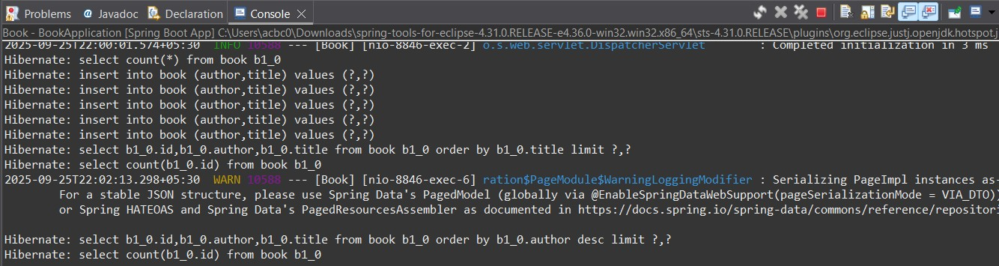 Problems @ Javadoc Declaration Console
Book - BookApplication [Spring Boot App] C:\Users\acbc0\Downloads\spring-tools-for-eclipse-4.31.0.RELEASE-e4.36.0-win32.win32.x86_64\sts-4.31.0.RELEASE\plugins\org.eclipse.justj.openjdk.hotspot.j
2025-09-25T22:00:01.574+05:30 INFO 10588 --- [Book] [nio-8846-exec-2] o.s.web.servlet.DispatcherServlet : Completed initialization in 3 ms
Hibernate: select count(*) from book b1_0
Hibernate: insert into book (author,title) values (?,?)
Hibernate: insert into book (author,title) values (?,?)
Hibernate: insert into book (author,title) values (?,?)
Hibernate: insert into book (author,title) values (?,?)
Hibernate: insert into book (author,title) values (?,?)
Hibernate: select b1_0.id,b1_0.author,b1_0.title from book b1_0 order by b1_0.title limit ?,?
Hibernate: select count(b1_0.id) from book b1_0
2025-09-25T22:02:13.298+05:30 WARN 10588 --- [Book] [nio-8846-exec-6] ration$PageModule$WarningLoggingModifier : Serializing PageImpl instances as-
For a stable JSON structure, please use Spring Data's PagedModel (globally via @EnableSpringDataWebSupport(pageSerializationMode = VIA_DTO))
or Spring HATEOAS and Spring Data's PagedResourcesAssembler as documented in https://docs.spring.io/spring-data/commons/reference/repositori
Hibernate: select b1_0.id,b1_0.author,b1_0.title from book b1_0 order by b1_0.author desc limit ?,?
Hibernate: select count(b1_0.id) from book b1_0